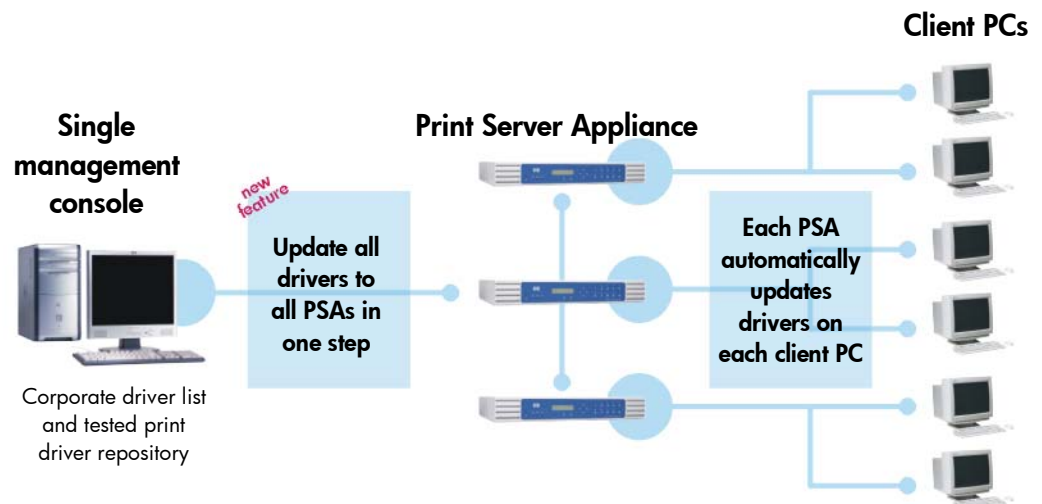 Client PCs
Single
management
console
Print Server Appliance
new
feature
Update all
drivers to
all PSAs in
one step
Each PSA
automatically
updates
drivers on
each client PC
Corporate driver list
and tested print
driver repository